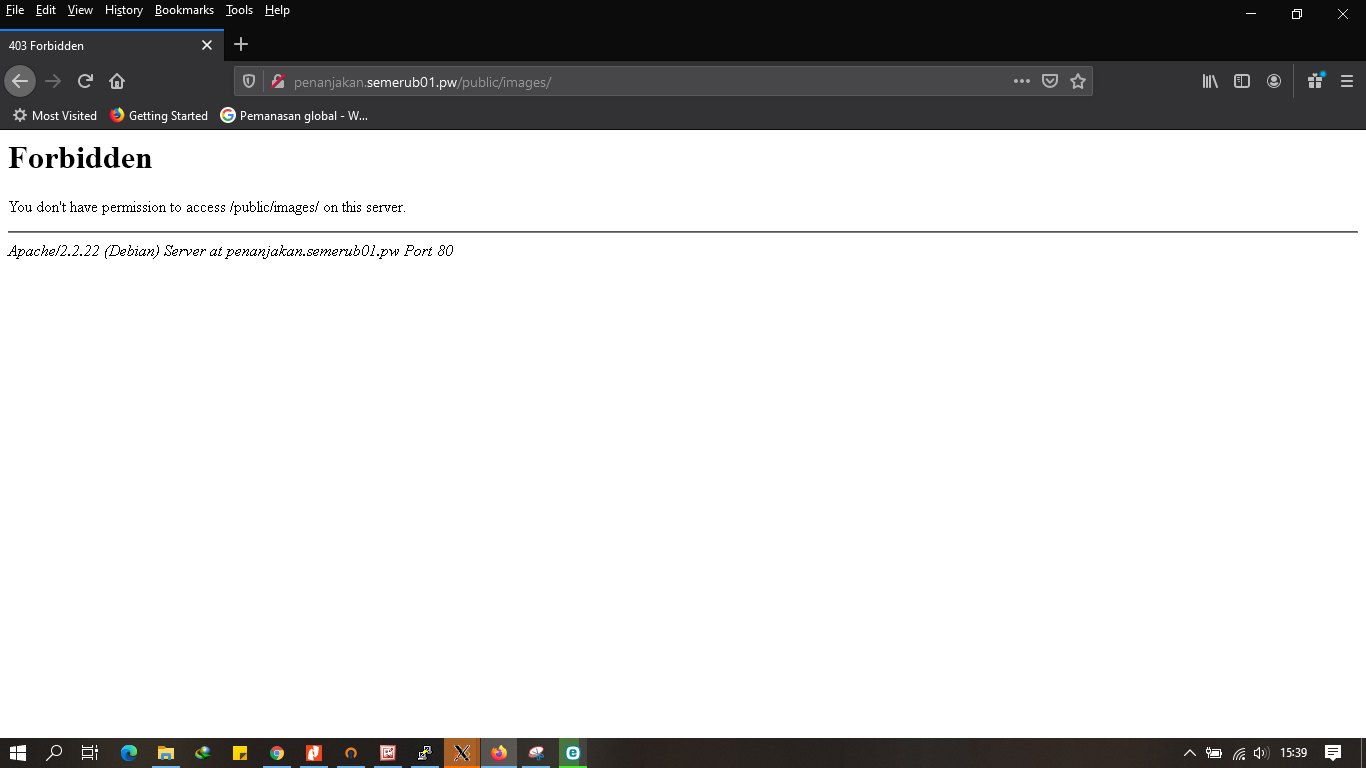 File Edit View History Bookmarks Tools Help
403 Forbidden
penanjakan.semerub01.pw/public/images/
Most Visited Getting Started Pemanasan global - W...
Forbidden
You don't have permission to access /public/images/ on this server.
Apache/2.2.22 (Debian) Server at penanjakan.semerub01.pw Port 80
15:39